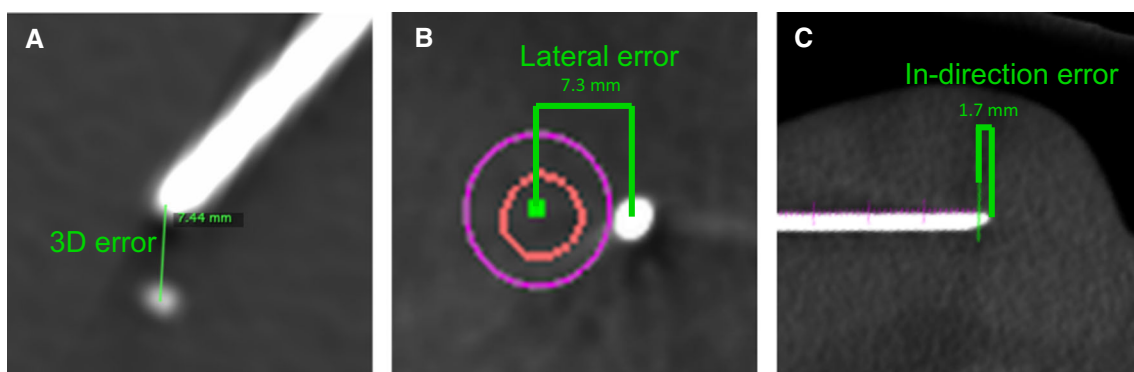 A
7.44 mm
3D error
B
Lateral error
7.3 mm
C
In-direction error
1.7 mm